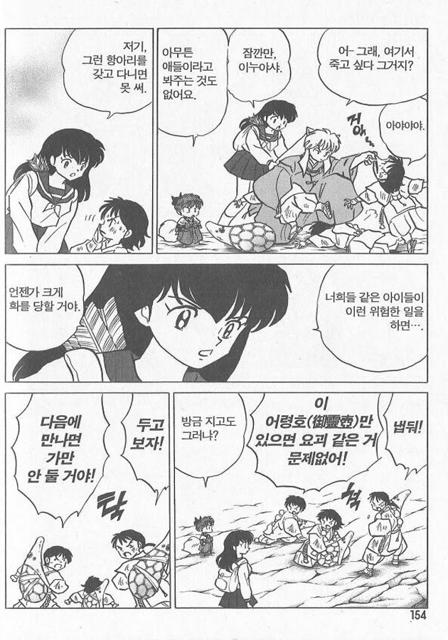 어- 그래, 여기서
죽고 싶다 그거지?
아야야야.
거
아…
잠깐만,
이누야샤.
아무튼
애들이라고
봐주는 것도
없어요.
저기,
그런 항아리를
갖고 다니면
못 써.
너희들 같은 아이들이
이런 위험한 일을
하면….
언젠가 크게
화를 당할 거야.
냅둬!
이
어령호(御靈壺)만
있으면 요괴 같은 거
문제없어!
방금 지고도
그러냐?
두고
보자!
다음에
만나면
가만
안 둘 거야!
154